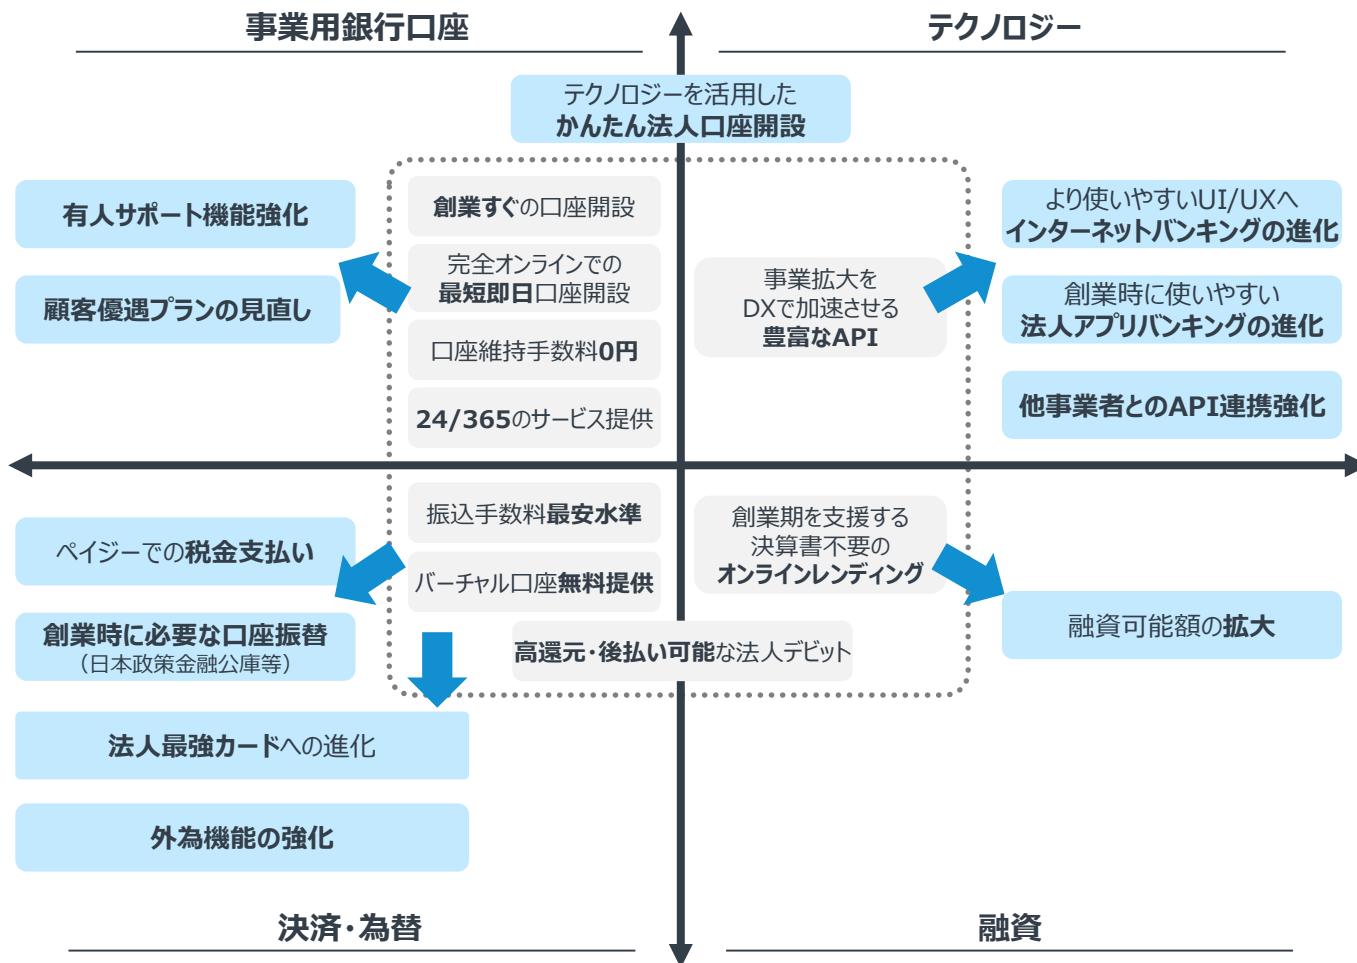 事業用銀行口座
テクノロジー
テクノロジーを活用した
かんたん法人口座開設
有人サポート機能強化
顧客優遇プランの見直し
創業すぐの口座開設
完全オンラインでの
最短即日口座開設
口座維持手数料0円
24/365のサービス提供
事業拡大を
DXで加速させる
豊富なAPI
より使いやすいUI/UXへ
インターネットバンキングの進化
創業時に使いやすい
法人アプリバンキングの進化
他事業者とのAPI連携強化
ペイジーでの税金支払い
創業時に必要な口座振替
（日本政策金融公庫等）
振込手数料最安水準
バーチャル口座無料提供
高還元・後払い可能な法人デビット
創業期を支援する
決算書不要の
オンラインレンディング
融資可能額の拡大
法人最強カードへの進化
外為機能の強化
決済・為替
融資